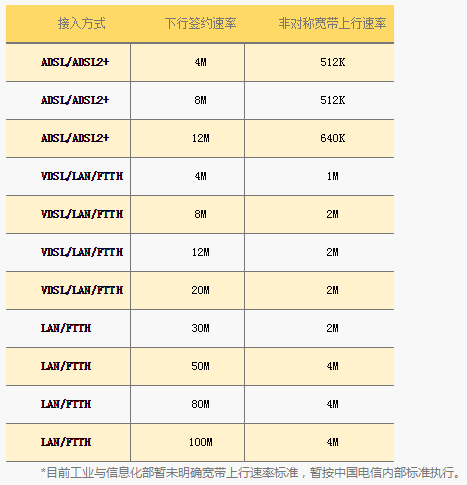 接入方式 下行签约速率 非对称宽带上行速率
ADSL/ADSL2+ 4M 512K
ADSL/ADSL2+ 8M 512K
ADSL/ADSL2+ 12M 640K
VDSL/LAN/FTTH 4M 1M
VDSL/LAN/FTTH 8M 2M
VDSL/LAN/FTTH 12M 2M
VDSL/LAN/FTTH 20M 2M
LAN/FTTH 30M 2M
LAN/FTTH 50M 4M
LAN/FTTH 80M 4M
LAN/FTTH 100M 4M
*目前工业与信息化部暂未明确宽带上行速率标准，暂按中国电信内部标准执行。